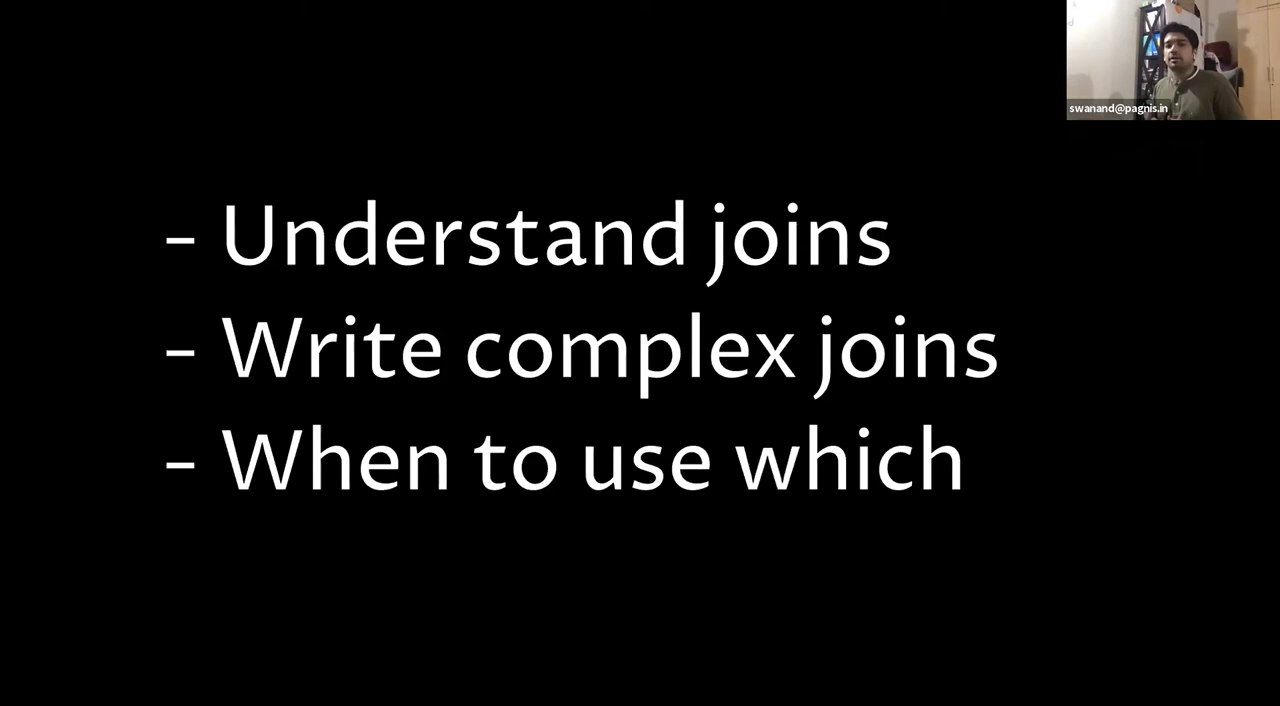 swanand@pagnis.in
- Understand joins
- Write complex joins
- When to use which